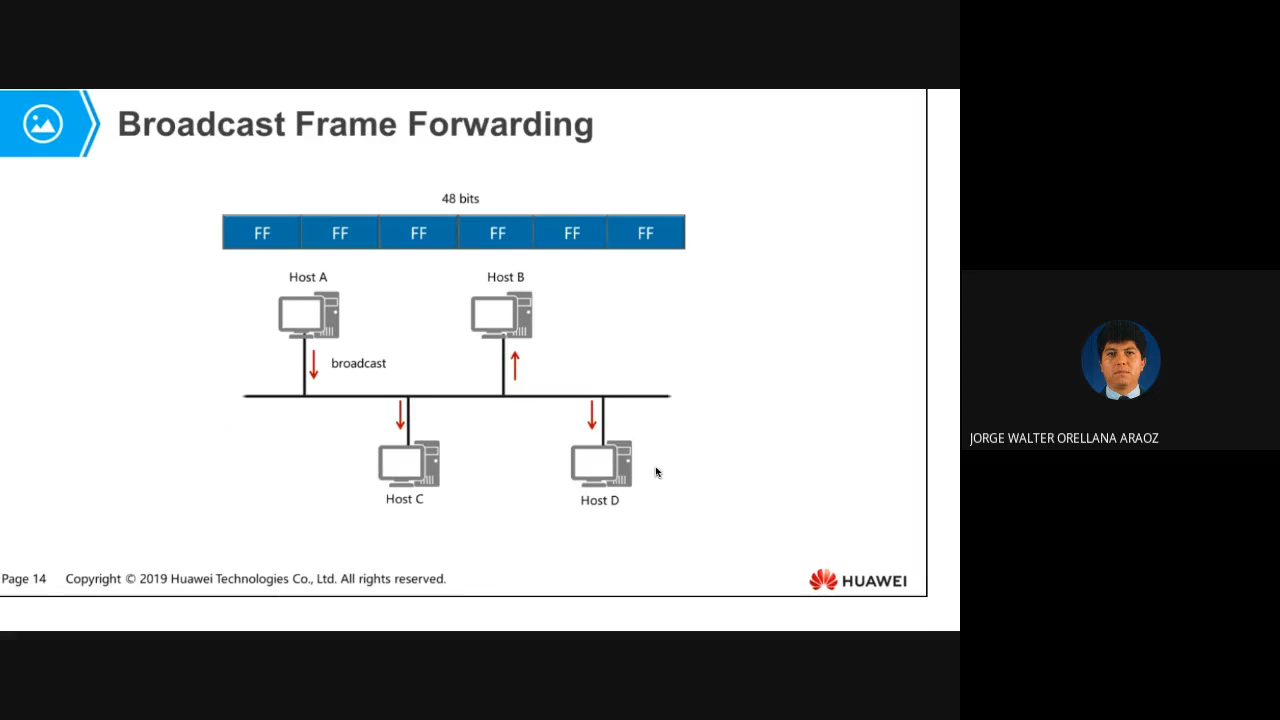 Broadcast Frame Forwarding
48 bits
FF FF FF FF FF FF
Host A
Host B
broadcast
Host C
Host D
JORGE WALTER ORELLANA ARAOZ
Page 14 Copyright © 2019 Huawei Technologies Co., Ltd. All rights reserved.
HUAWEI